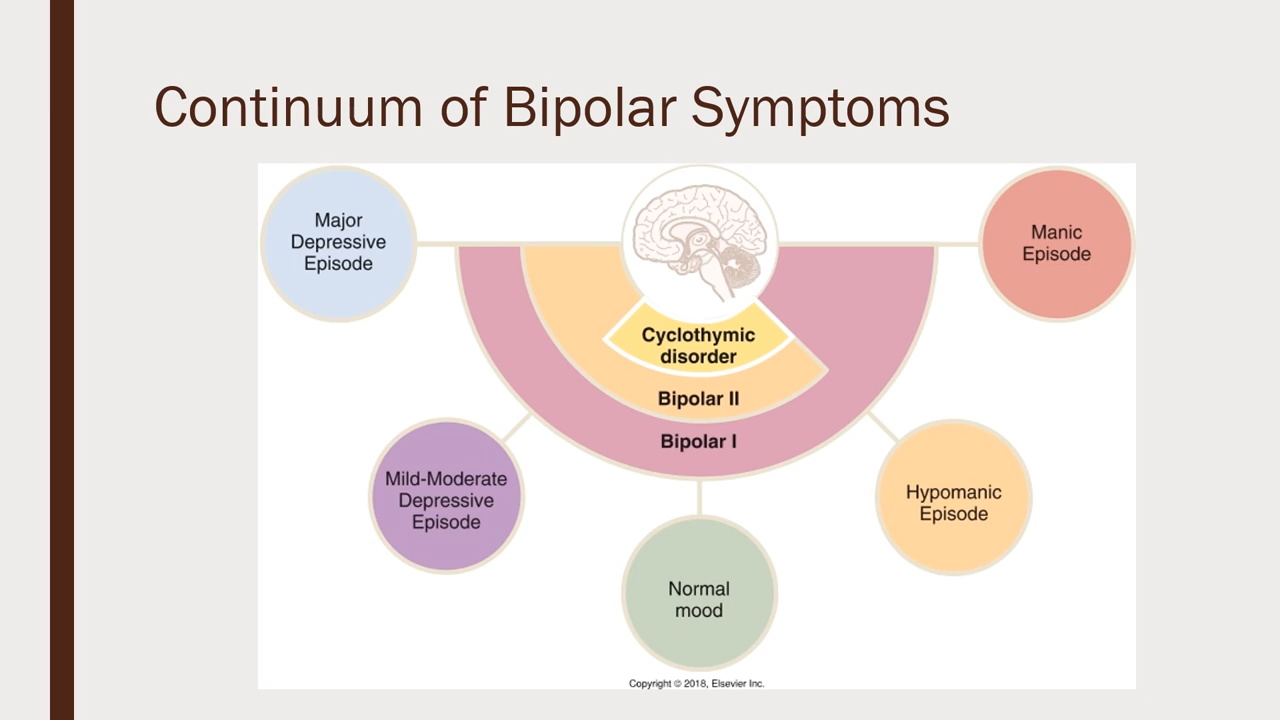 Continuum of Bipolar Symptoms
Major
Depressive
Episode
Manic
Episode
Cyclothymic
disorder
Bipolar II
Bipolar I
Mild-Moderate
Depressive
Episode
Hypomanic
Episode
Normal
mood
Copyright © 2018, Elsevier Inc.